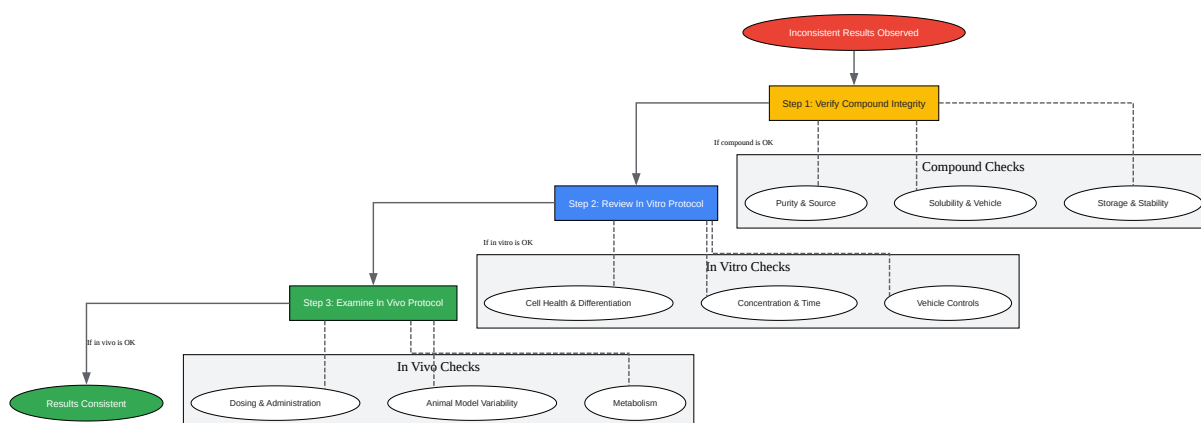 Inconsistent Results Observed
Step 1: Verify Compound Integrity
If compound is OK
Compound Checks
Purity & Source
Solubility & Vehicle
Storage & Stability
Step 2: Review In Vitro Protocol
If in vitro is OK
In Vitro Checks
Cell Health & Differentiation
Concentration & Time
Vehicle Controls
Step 3: Examine In Vivo Protocol
If in vivo is OK
In Vivo Checks
Results Consistent
Dosing & Administration
Animal Model Variability
Metabolism